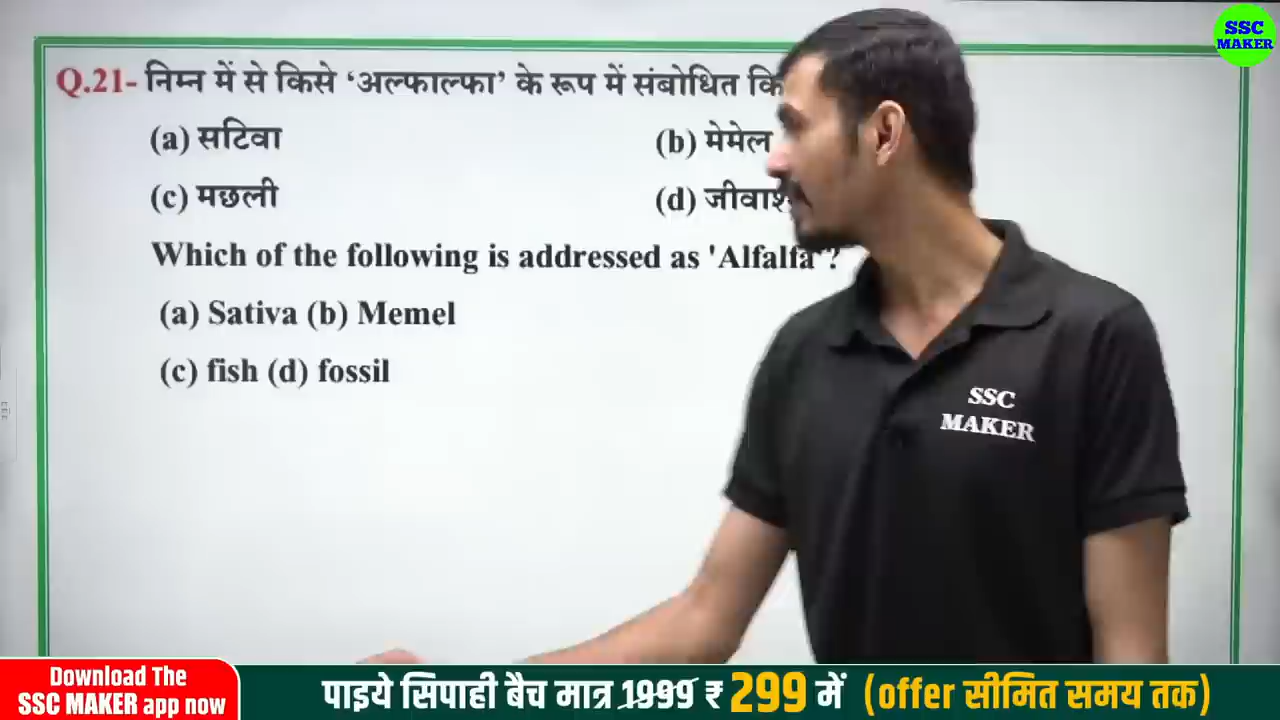 SSC
MAKER
Q.21- निम्न में से किसे ‘अल्फाल्फा’ के रूप में संबोधित
(a) सटिवा (b) मेमेल
(c) मछली (d)
Which of the following is addressed as 'Alfalfa'?
(a) Sativa (b) Memel
(c) fish (d) fossil
SSC
MAKER
Download The
SSC MAKER app now
पाइये सिपाही बैच मात्र 1999 ₹ 299 में (offer सीमित समय तक)